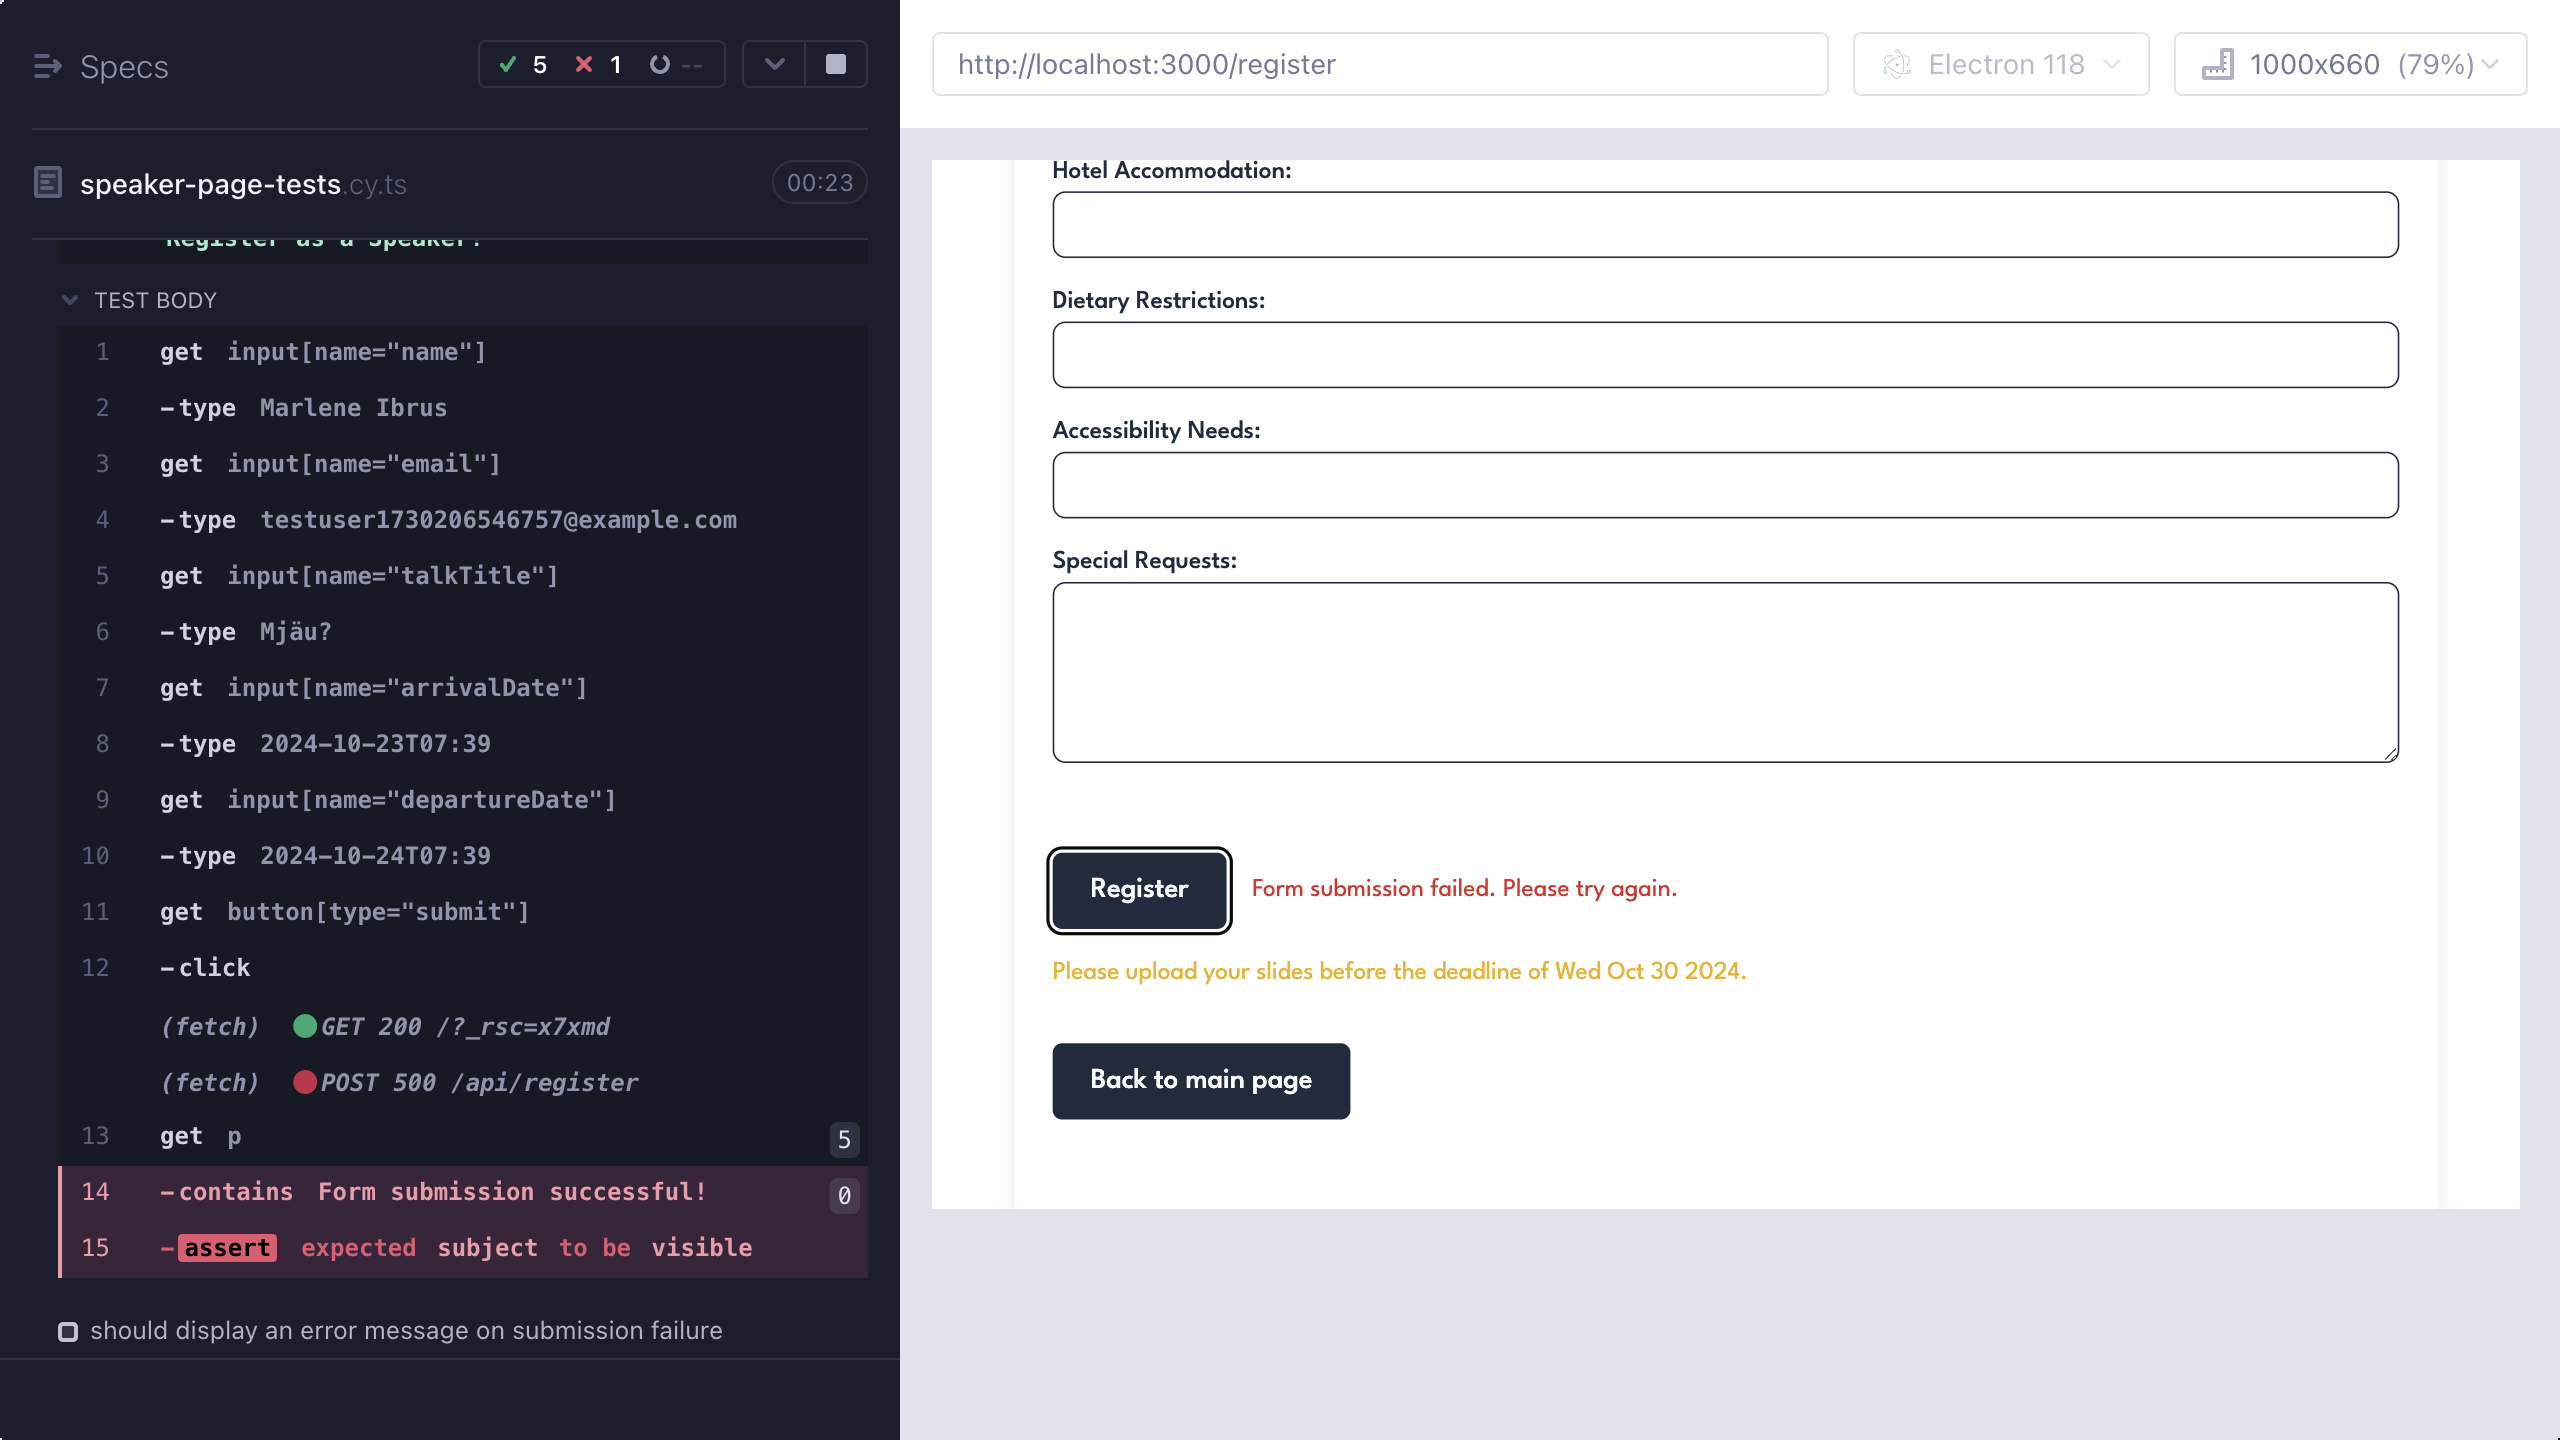 Specs
5 1 --
speaker-page-tests.cy.ts 00:23
"Register as a Speaker!"
TEST BODY
1 get input[name="name"]
2 -type Marlene Ibrus
3 get input[name="email"]
4 -type testuser1730206546757@example.com
5 get input[name="talkTitle"]
6 -type Mjäu?
7 get input[name="arrivalDate"]
8 -type 2024-10-23T07:39
9 get input[name="departureDate"]
10 -type 2024-10-24T07:39
11 get button[type="submit"]
12 -click
(fetch) GET 200 /?_rsc=x7xmd
(fetch) POST 500 /api/register
13 get p 5
14 -contains Form submission successful! 0
15 -assert expected subject to be visible
should display an error message on submission failure
http://localhost:3000/register
Electron 118
1000x660 (79%)
Hotel Accommodation:
Dietary Restrictions:
Accessibility Needs:
Special Requests:
Register
Form submission failed. Please try again.
Please upload your slides before the deadline of Wed Oct 30 2024.
Back to main page